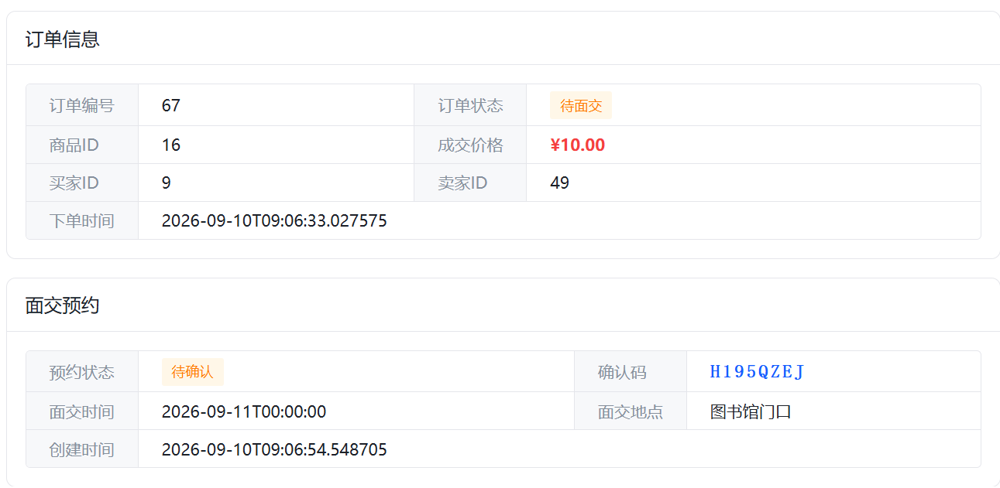 订单信息
订单编号 67 订单状态 待面交
商品ID 16 成交价格 ¥10.00
买家ID 9 卖家ID 49
下单时间 2026-09-10T09:06:33.027575
面交预约
预约状态 待确认 确认码 H195QZEJ
面交时间 2026-09-11T00:00:00 面交地点 图书馆门口
创建时间 2026-09-10T09:06:54.548705